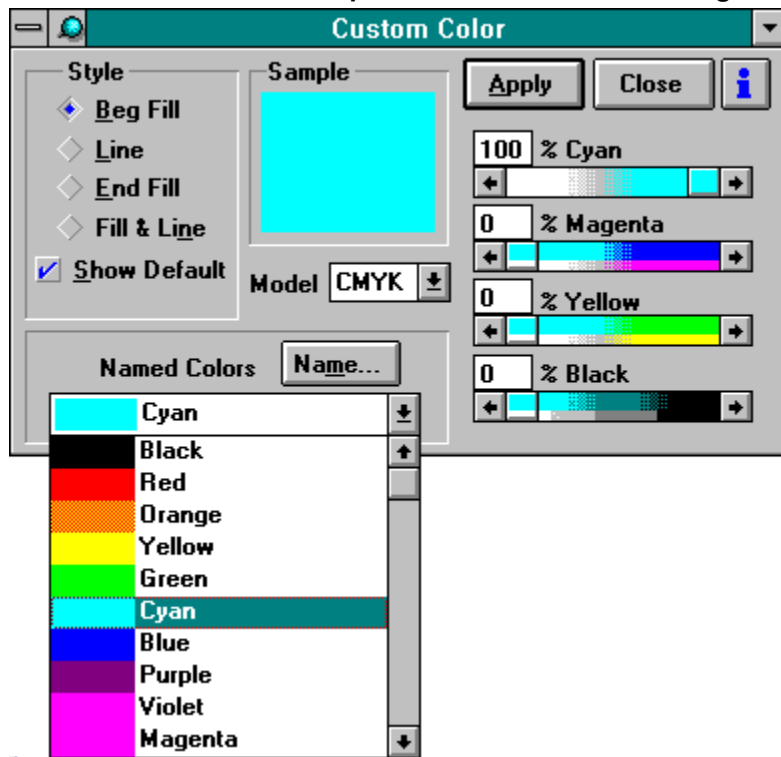 Custom Color
Style
Beg Fill
Line
End Fill
Fill & Line
Show Default
Sample
Model CMYK
Apply Close i
100 % Cyan
0 % Magenta
0 % Yellow
0 % Black
Named Colors Name...
Cyan
Black
Red
Orange
Yellow
Green
Cyan
Blue
Purple
Violet
Magenta